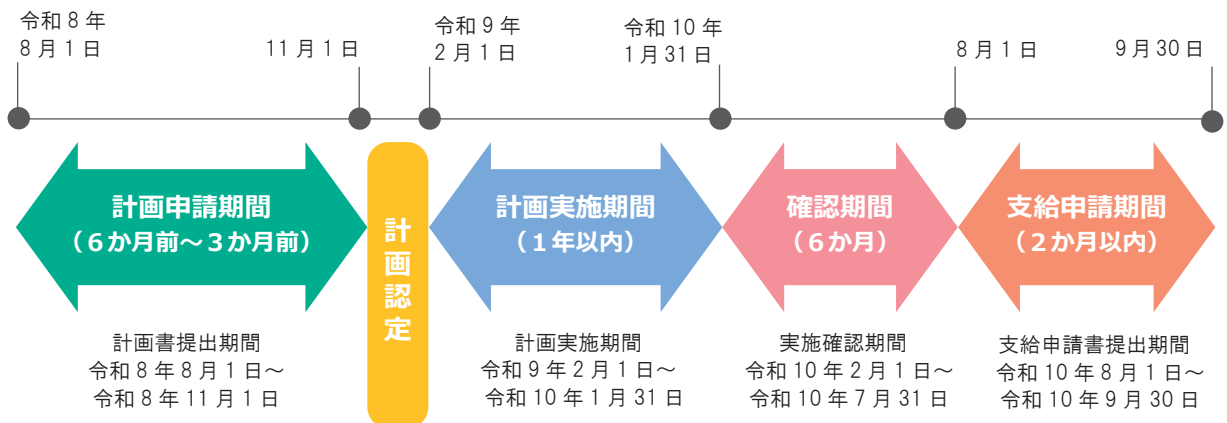 令和 8 年
8 月 1 日
11 月 1 日
令和 9 年
2 月 1 日
令和 10 年
1 月 31 日
8 月 1 日
9 月 30 日
計画申請期間
（６か月前～３か月前）
計画認定
計画実施期間
（１年以内）
確認期間
（６か月）
支給申請期間
（２か月以内）
計画書提出期間
令和 8 年 8 月 1 日～
令和 8 年 11 月 1 日
計画実施期間
令和 9 年 2 月 1 日～
令和 10 年 1 月 31 日
実施確認期間
令和 10 年 2 月 1 日～
令和 10 年 7 月 31 日
支給申請書提出期間
令和 10 年 8 月 1 日～
令和 10 年 9 月 30 日